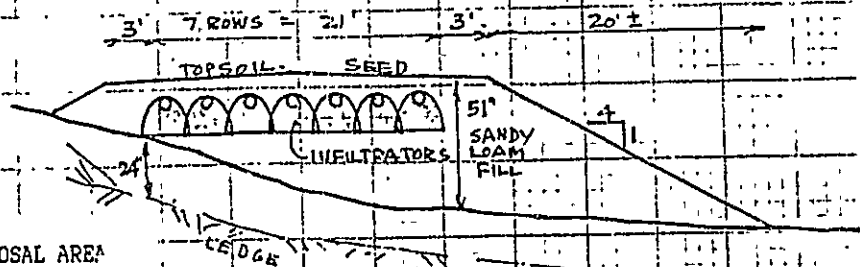 3' 7 ROWS = 21' 3' 20' ±
TOPSOIL. SEED
51"
SANDY
LOAM
FILL
4
1
INFILTRATORS
24"
LEDGE
OSAL AREA